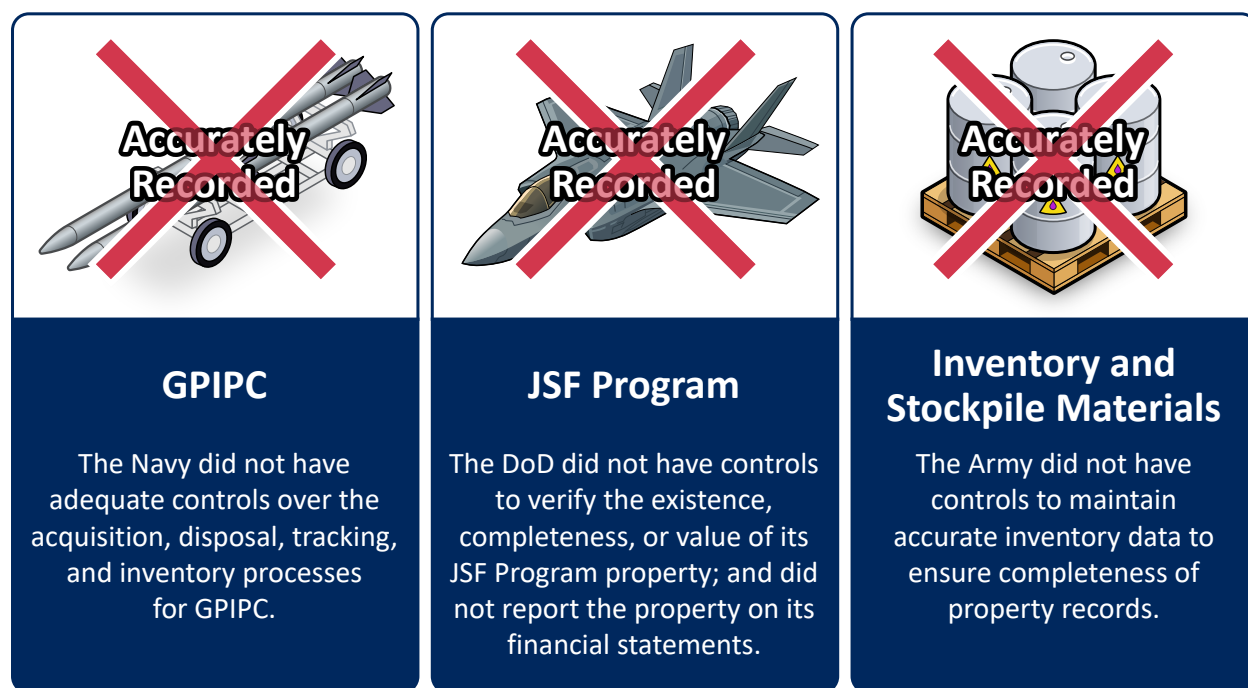 Accurately
Recorded
GPIPC
The Navy did not have
adequate controls over the
acquisition, disposal, tracking,
and inventory processes
for GPIPC.
Accurately
Recorded
JSF Program
The DoD did not have controls
to verify the existence,
completeness, or value of its
JSF Program property; and did
not report the property on its
financial statements.
Accurately
Recorded
Inventory and
Stockpile Materials
The Army did not have
controls to maintain
accurate inventory data to
ensure completeness of
property records.